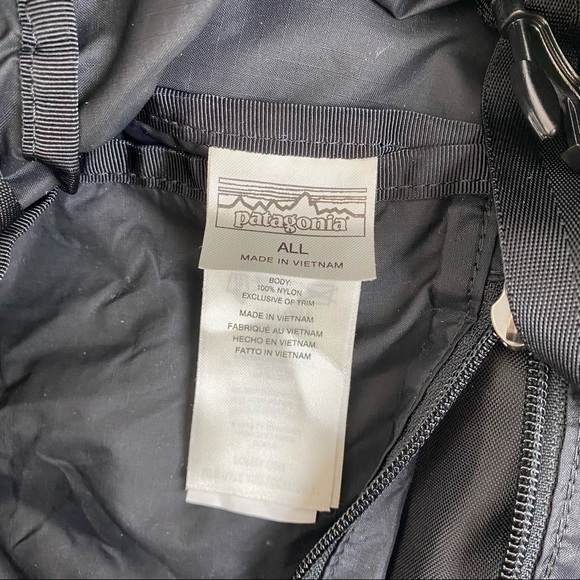 patagonia
ALL
MADE IN VIETNAM
BODY:
100% NYLON
EXCLUSIVE OF TRIM
MADE IN VIETNAM
FABRIQUÉ AU VIETNAM
HECHO EN VIETNAM
FATTO IN VIETNAM